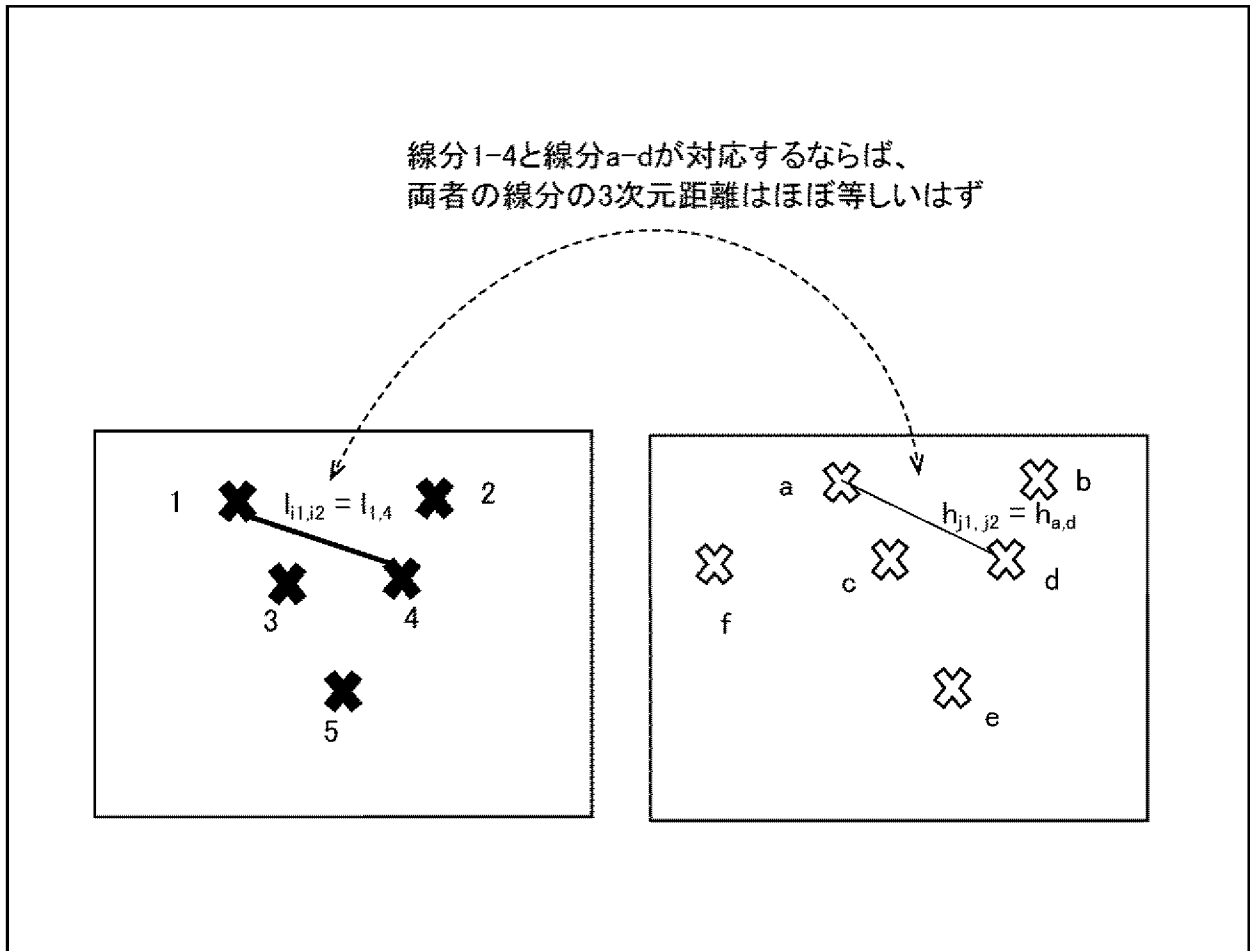 線分1-4と線分a-dが対応するならば、
両者の線分の3次元距離はほぼ等しいはず
1
l_{i1,i2} = l_{1,4}
2
3
4
5
a
b
h_{j1, j2} = h_{a,d}
c
d
f
e